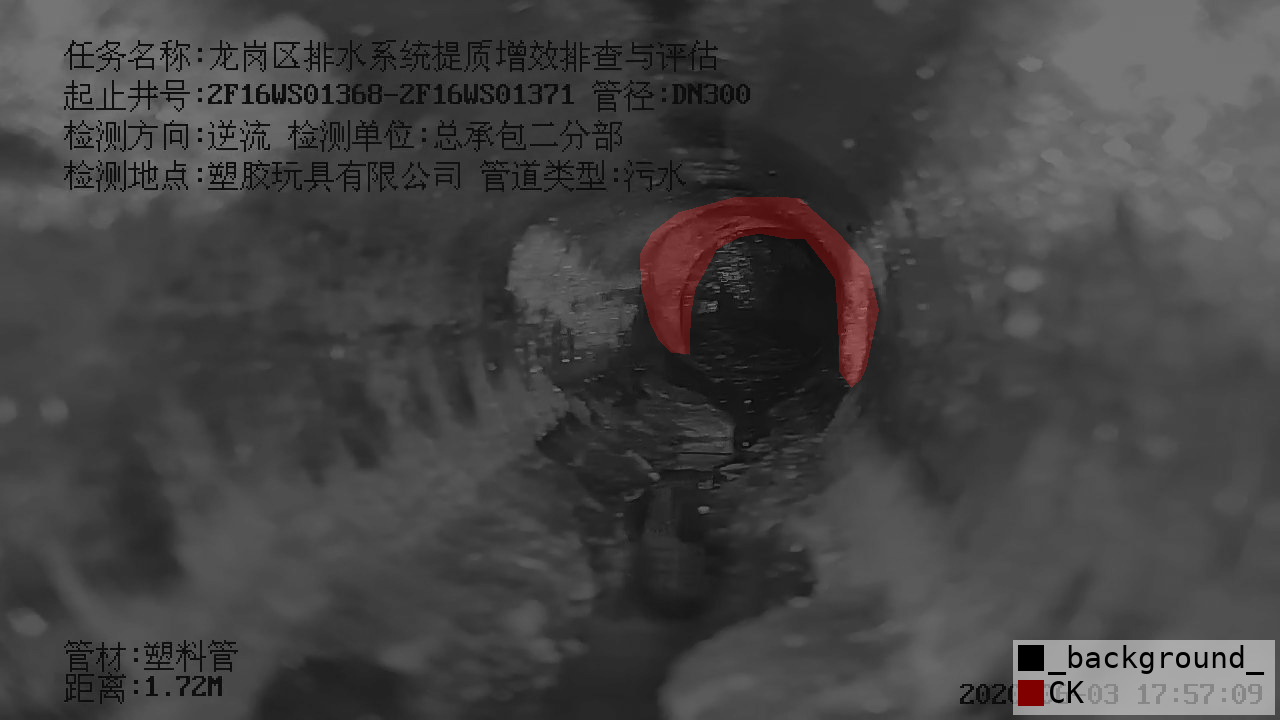 任务名称:龙岗区排水系统提质增效排查与评估
起止井号:2F16WS01368-2F16WS01371 管径:DN300
检测方向:逆流 检测单位:总承包二分部
检测地点:塑胶玩具有限公司 管道类型:污水
管材:塑料管
距离:1.72M
_background_
CK
17:57:09